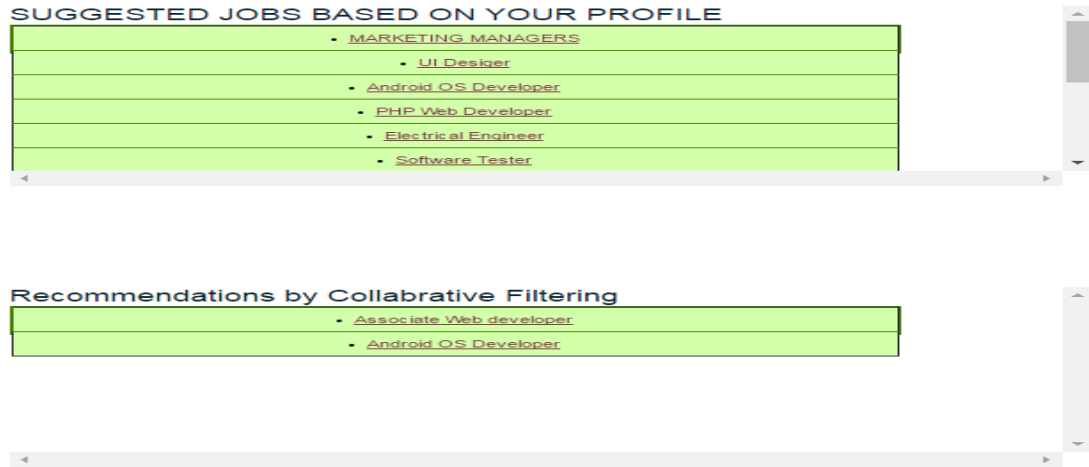 SUGGESTED JOBS BASED ON YOUR PROFILE
• MARKETING MANAGERS
• UI Desiger
• Android OS Developer
• PHP Web Developer
• Electrical Engineer
• Software Tester
Recommendations by Collabrative Filtering
• Associate Web developer
• Android OS Developer